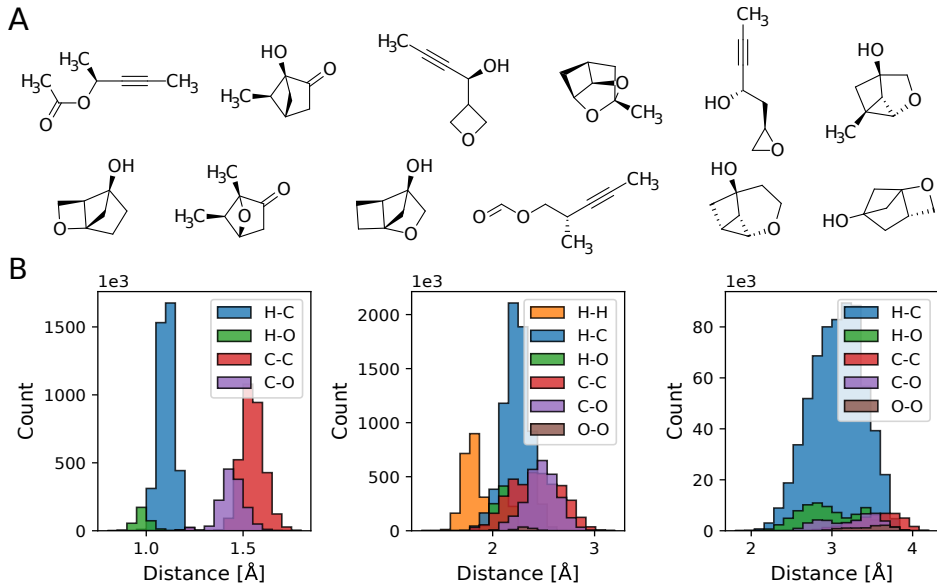 A
H₃C
H₃C
CH₃
O
O
HO
O
H₃C
H₃C
OH
O
O
O
CH₃
H₃C
HO
O
HO
O
H₃C
OH
O
CH₃
O
H₃C
O
OH
O
CH₃
O
O
CH₃
HO
O
O
HO
B
1e3
1500
1000
500
0
1.0
1.5
Count
Distance [Å]
H-C
H-O
C-C
C-O
1e3
2000
1500
1000
500
0
2
3
Count
Distance [Å]
H-H
H-C
H-O
C-C
C-O
O-O
1e3
80
60
40
20
0
2
3
4
Count
Distance [Å]
H-C
H-O
C-C
C-O
O-O